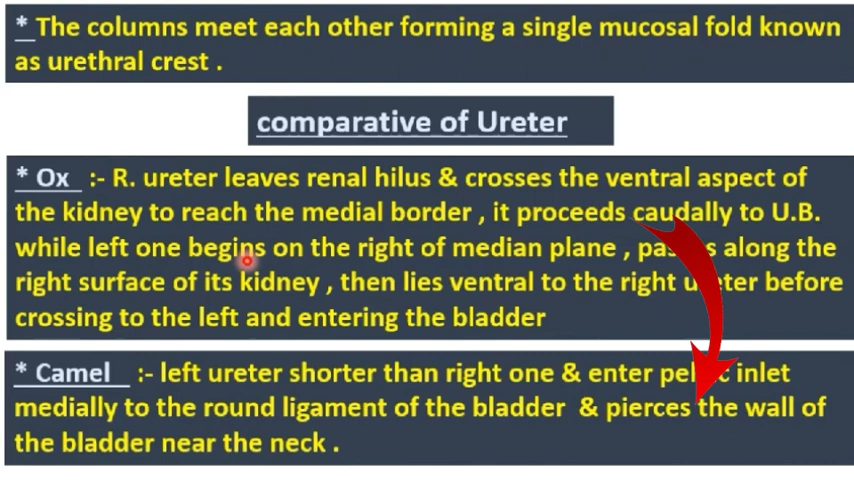 * The columns meet each other forming a single mucosal fold known
as urethral crest .
comparative of Ureter
* Ox :- R. ureter leaves renal hilus & crosses the ventral aspect of
the kidney to reach the medial border , it proceeds caudally to U.B.
while left one begins on the right of median plane , along the
right surface of its kidney , then lies ventral to the right ureter before
crossing to the left and entering the bladder
* Camel :- left ureter shorter than right one & enter inlet
medially to the round ligament of the bladder & pierces the wall of
the bladder near the neck .